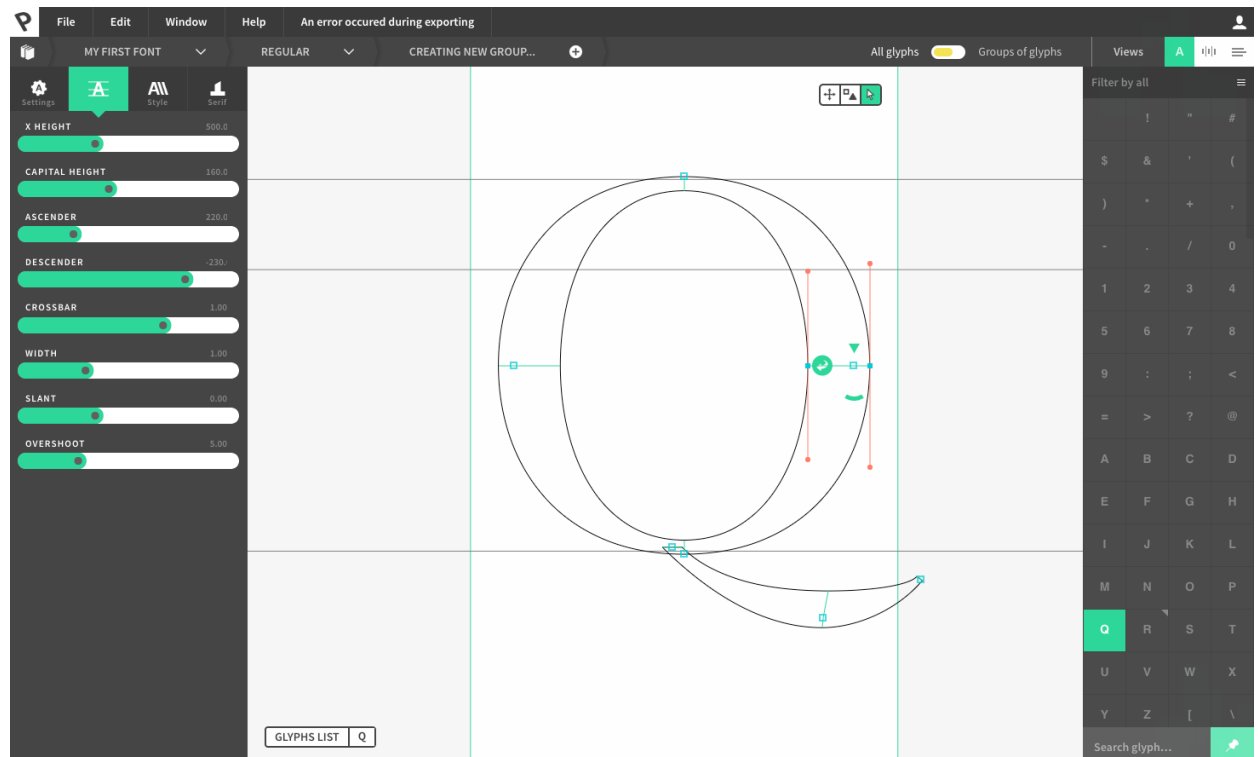 File Edit Window Help An error occured during exporting
MY FIRST FONT REGULAR CREATING NEW GROUP... All glyphs Groups of glyphs Views A
Settings Style Serif
Filter by all
X HEIGHT 500.0
CAPITAL HEIGHT 160.0
ASCENDER 220.0
DESCENDER -230.
CROSSBAR 1.00
WIDTH 1.00
SLANT 0.00
OVERSHOOT 5.00
GLYPHS LIST Q
! " #
$ & ' (
) * + ,
- . / 0
1 2 3 4
5 6 7 8
9 : ; <
= > ? @
A B C D
E F G H
I J K L
M N O P
Q R S T
U V W X
Y Z [ \
Search glyph...